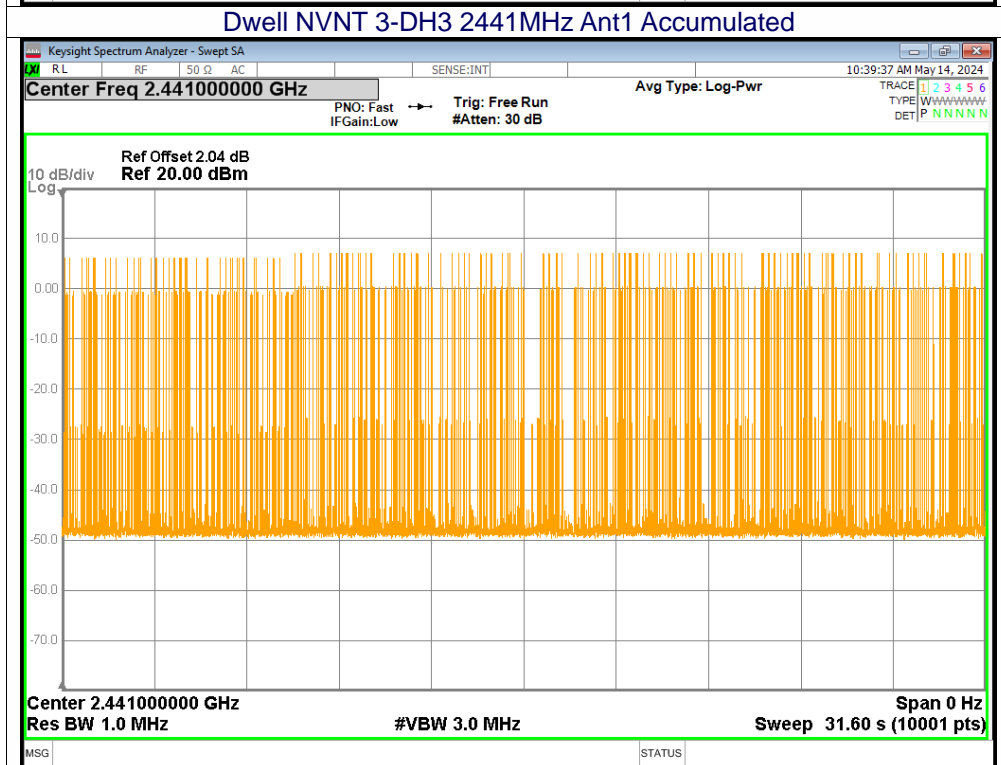 Dwell NVNT 3-DH3 2441MHz Ant1 Accumulated
Keysight Spectrum Analyzer - Swept SA
LXI RL RF 50 Ω AC SENSE:INT 10:39:37 AM May 14, 2024
Center Freq 2.441000000 GHz Avg Type: Log-Pwr TRACE 1 2 3 4 5 6
PNO: Fast Trig: Free Run TYPE WWWWWWW
IFGain:Low #Atten: 30 dB DET P N N N N N
Ref Offset 2.04 dB
10 dB/div Ref 20.00 dBm
Log
10.0
0.00
-10.0
-20.0
-30.0
-40.0
-50.0
-60.0
-70.0
Center 2.441000000 GHz Span 0 Hz
Res BW 1.0 MHz #VBW 3.0 MHz Sweep 31.60 s (10001 pts)
MSG STATUS